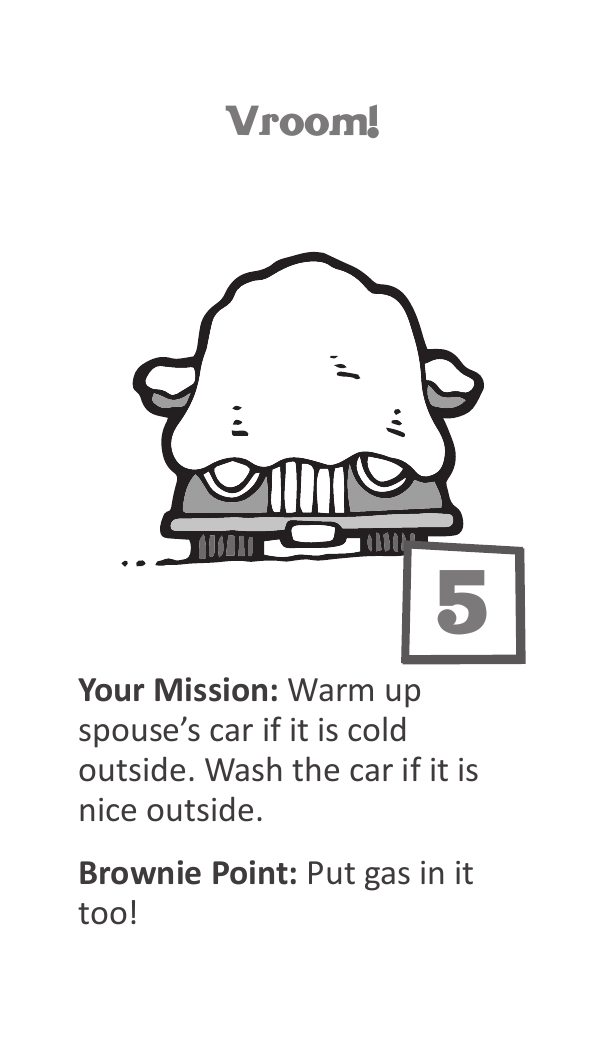 Vroom!
5
Your Mission: Warm up
spouse’s car if it is cold
outside. Wash the car if it is
nice outside.
Brownie Point: Put gas in it
too!